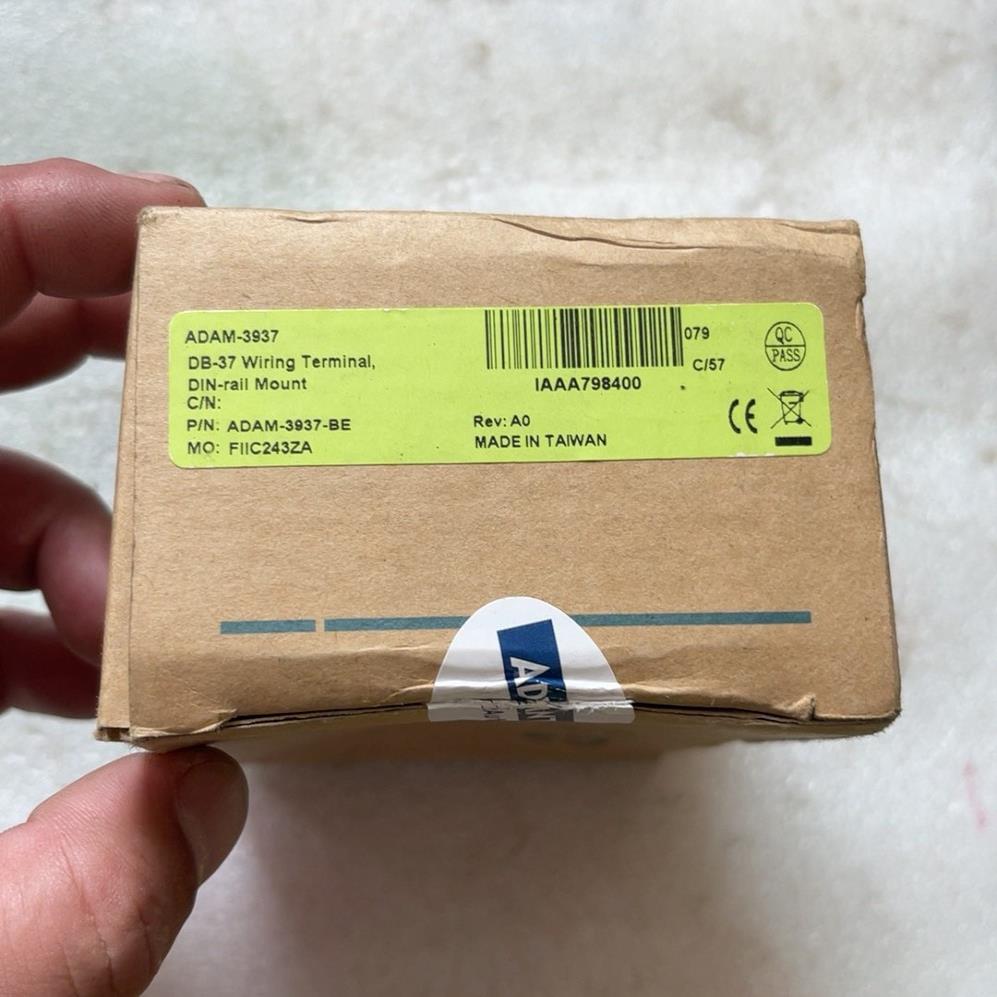 ADAM-3937
DB-37 Wiring Terminal,
DIN-rail Mount
C/N:
P/N: ADAM-3937-BE
MO: FIIC243ZA
079
C/57
IAAA798400
Rev: A0
MADE IN TAIWAN
QC
PASS
CE